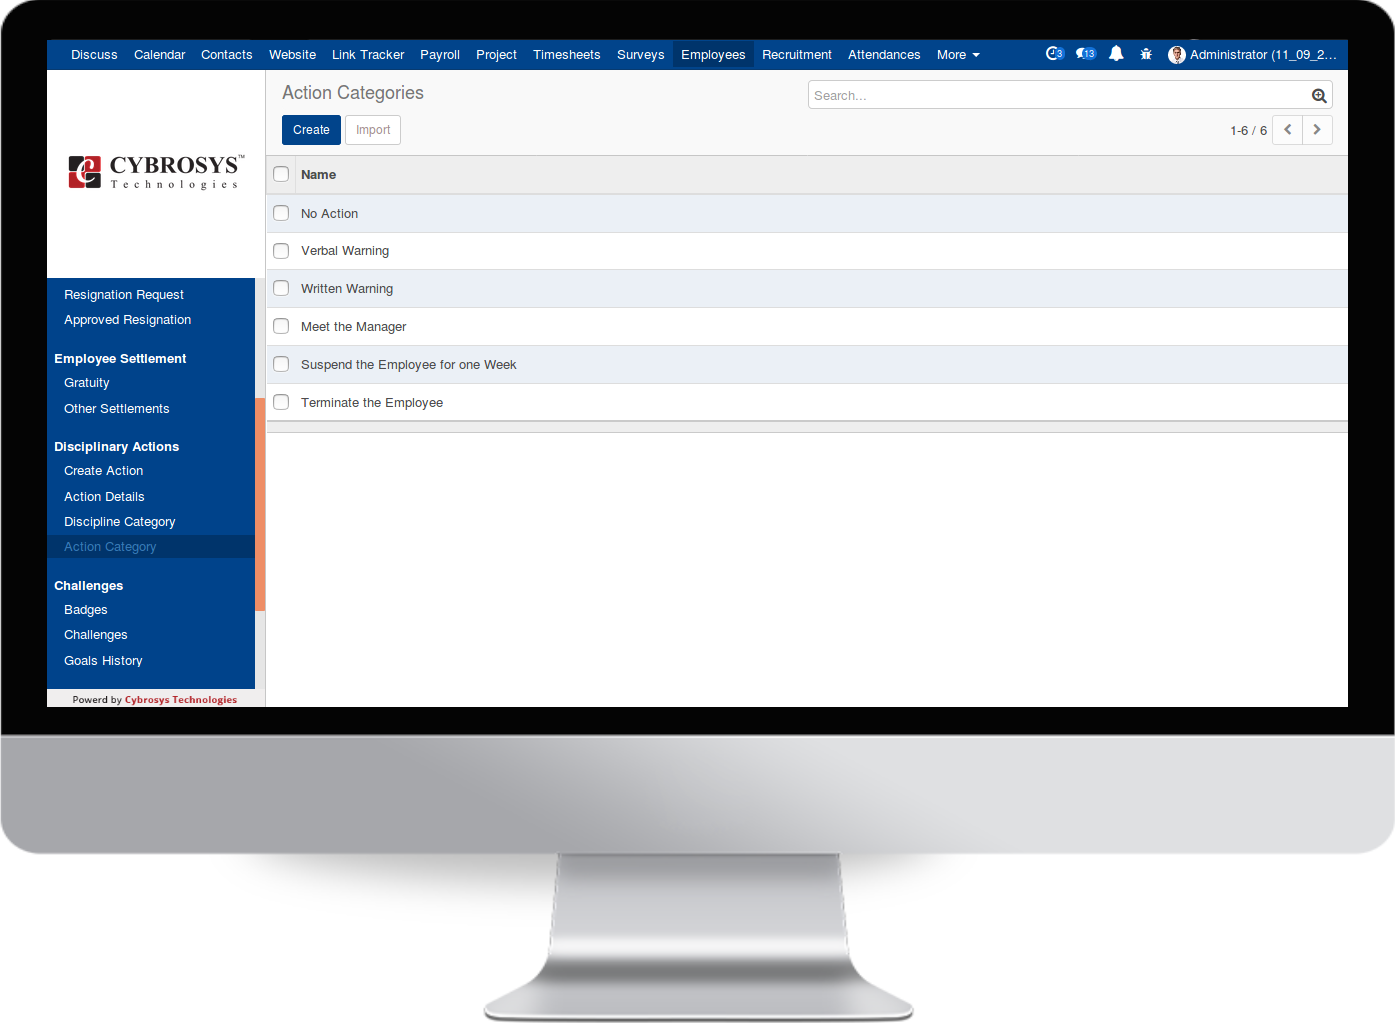 Discuss Calendar Contacts Website Link Tracker Payroll Project Timesheets Surveys Employees Recruitment Attendances More 3 13 Administrator (11_09_2...
CYBROSYS™
Technologies
Resignation Request
Approved Resignation
Employee Settlement
Gratuity
Other Settlements
Disciplinary Actions
Create Action
Action Details
Discipline Category
Action Category
Challenges
Badges
Challenges
Goals History
Powerd by Cybrosys Technologies
Action Categories
Search...
Create Import
1-6 / 6
Name
No Action
Verbal Warning
Written Warning
Meet the Manager
Suspend the Employee for one Week
Terminate the Employee